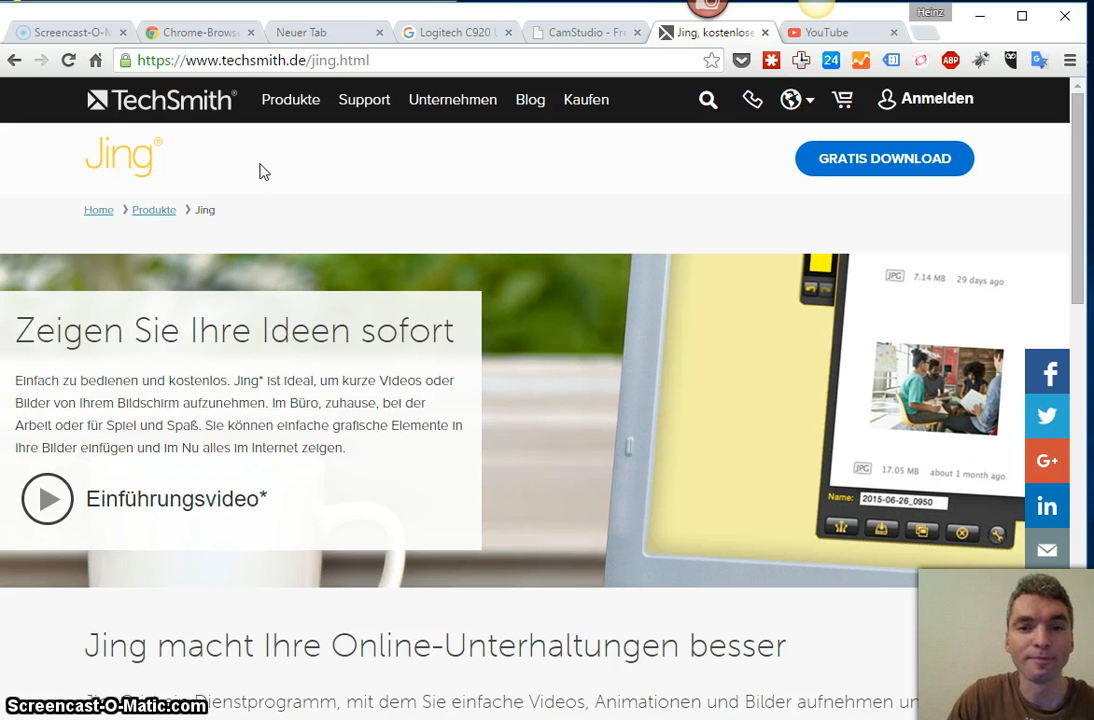 Heinz
Screencast-O-M
Chrome-Brows
Neuer Tab
Logitech C920
CamStudio - Fre
Jing, kostenlose
YouTube
https://www.techsmith.de/jing.html
24
ABP
TechSmith®
Produkte
Support
Unternehmen
Blog
Kaufen
Anmelden
Jing®
GRATIS DOWNLOAD
Home
Produkte
Jing
JPG 7.14 MB 29 days ago
Zeigen Sie Ihre Ideen sofort
Einfach zu bedienen und kostenlos. Jing* ist ideal, um kurze Videos oder
Bilder von Ihrem Bildschirm aufzunehmen. Im Büro, zuhause, bei der
Arbeit oder für Spiel und Spaß. Sie können einfache grafische Elemente in
Ihre Bilder einfügen und im Nu alles im Internet zeigen.
JPG 17.05 MB about 1 month ago
Einführungsvideo*
Name: 2015-06-26_0950
f
G+
in
Jing macht Ihre Online-Unterhaltungen besser
Dienstprogramm, mit dem Sie einfache Videos, Animationen und Bilder aufnehmen
Screencast-O-Matic.com